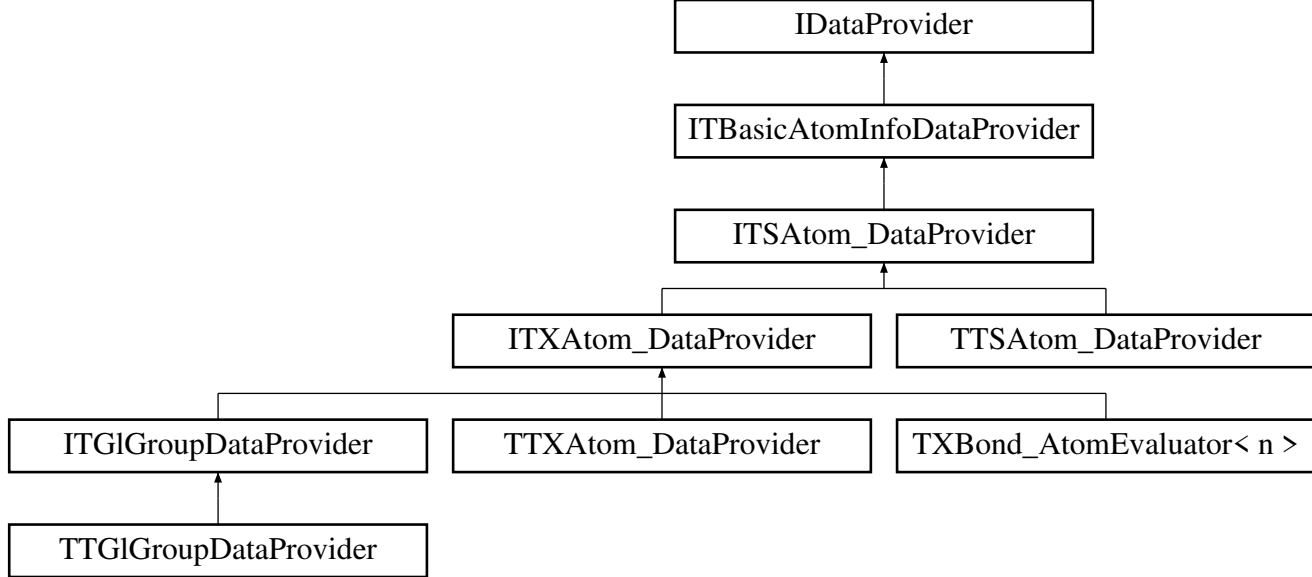 IDataProvider
ITBasicAtomInfoDataProvider
ITSAtom_DataProvider
ITXAtom_DataProvider
TTSAtom_DataProvider
ITGlGroupDataProvider
TTXAtom_DataProvider
TXBond_AtomEvaluator< n >
TTGlGroupDataProvider